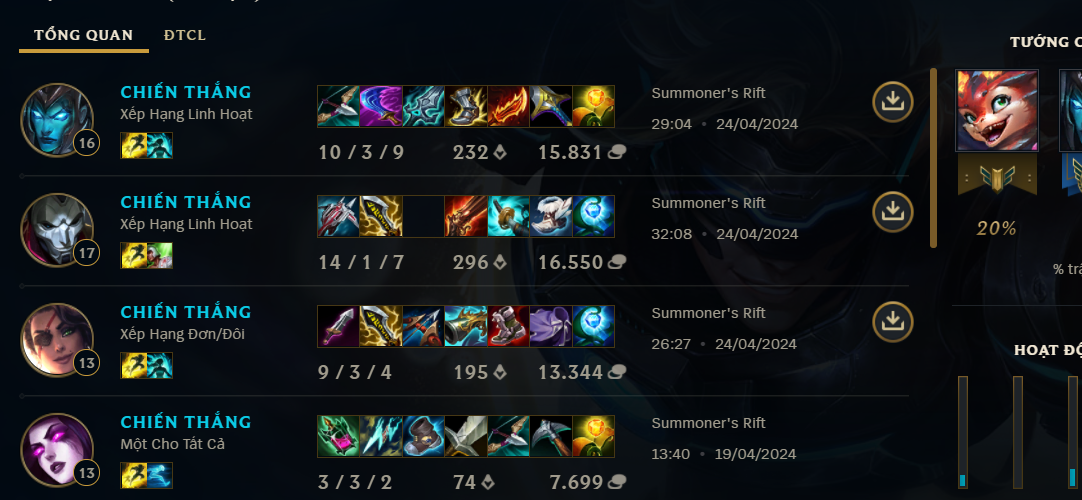 TỔNG QUAN ĐTCL
TƯỚNG C
CHIẾN THẮNG
Xếp Hạng Linh Hoạt
16
10 / 3 / 9 232 15.831
Summoner's Rift
29:04 • 24/04/2024
CHIẾN THẮNG
Xếp Hạng Linh Hoạt
17
14 / 1 / 7 296 16.550
Summoner's Rift
32:08 • 24/04/2024
20%
% trậ
CHIẾN THẮNG
Xếp Hạng Đơn/Đôi
13
9 / 3 / 4 195 13.344
Summoner's Rift
26:27 • 24/04/2024
HOẠT ĐỘ
CHIẾN THẮNG
Một Cho Tất Cả
13
3 / 3 / 2 74 7.699
Summoner's Rift
13:40 • 19/04/2024